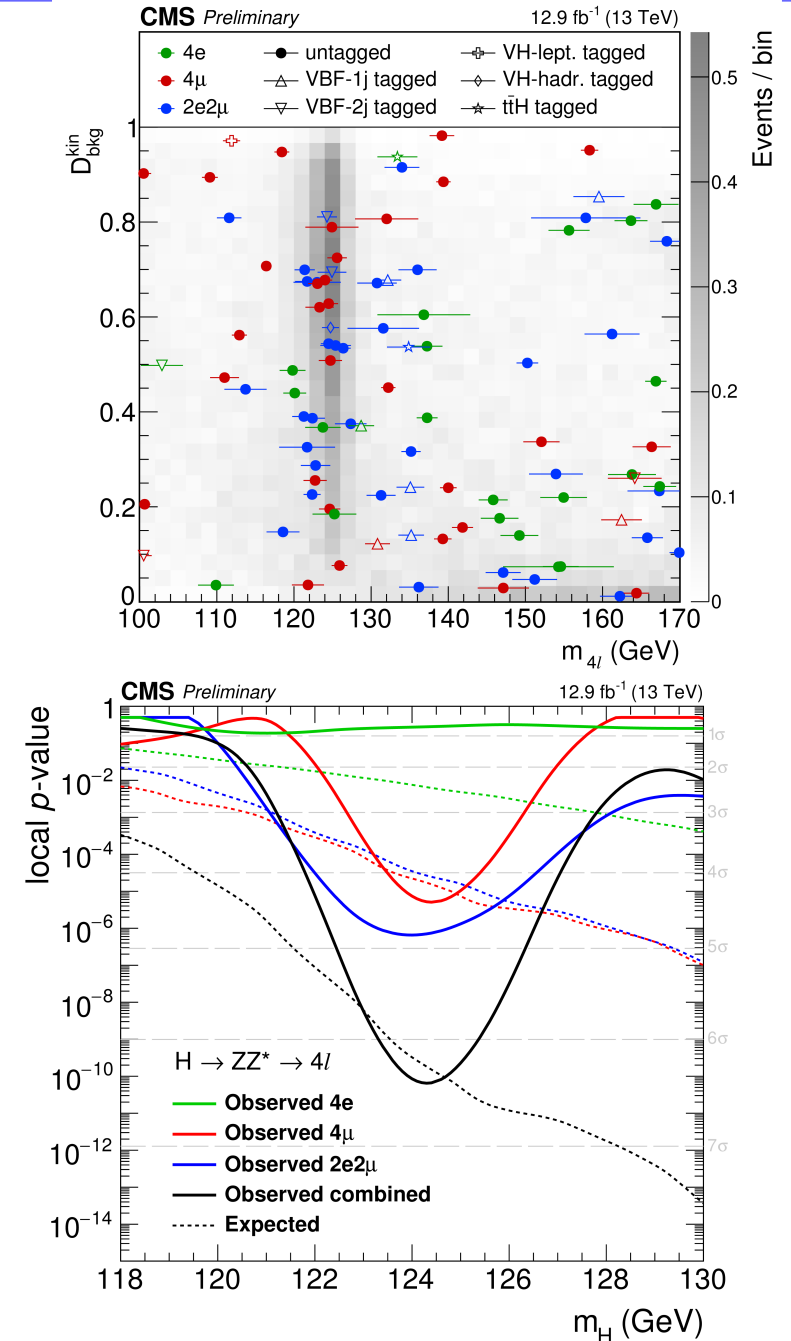 CMS Preliminary 12.9 fb⁻¹ (13 TeV)
4e untagged VH-lept. tagged
4μ VBF-1j tagged VH-hadr. tagged
2e2μ VBF-2j tagged tt̄H tagged
D^kin_bkg
1
0.8
0.6
0.4
0.2
0
100 110 120 130 140 150 160 170
m_4l (GeV)
Events / bin
0.5
0.4
0.3
0.2
0.1
0
CMS Preliminary 12.9 fb⁻¹ (13 TeV)
local p-value
1
10⁻²
10⁻⁴
10⁻⁶
10⁻⁸
10⁻¹⁰
10⁻¹²
10⁻¹⁴
1σ
2σ
3σ
4σ
5σ
6σ
7σ
H → ZZ* → 4l
Observed 4e
Observed 4μ
Observed 2e2μ
Observed combined
Expected
118 120 122 124 126 128 130
m_H (GeV)